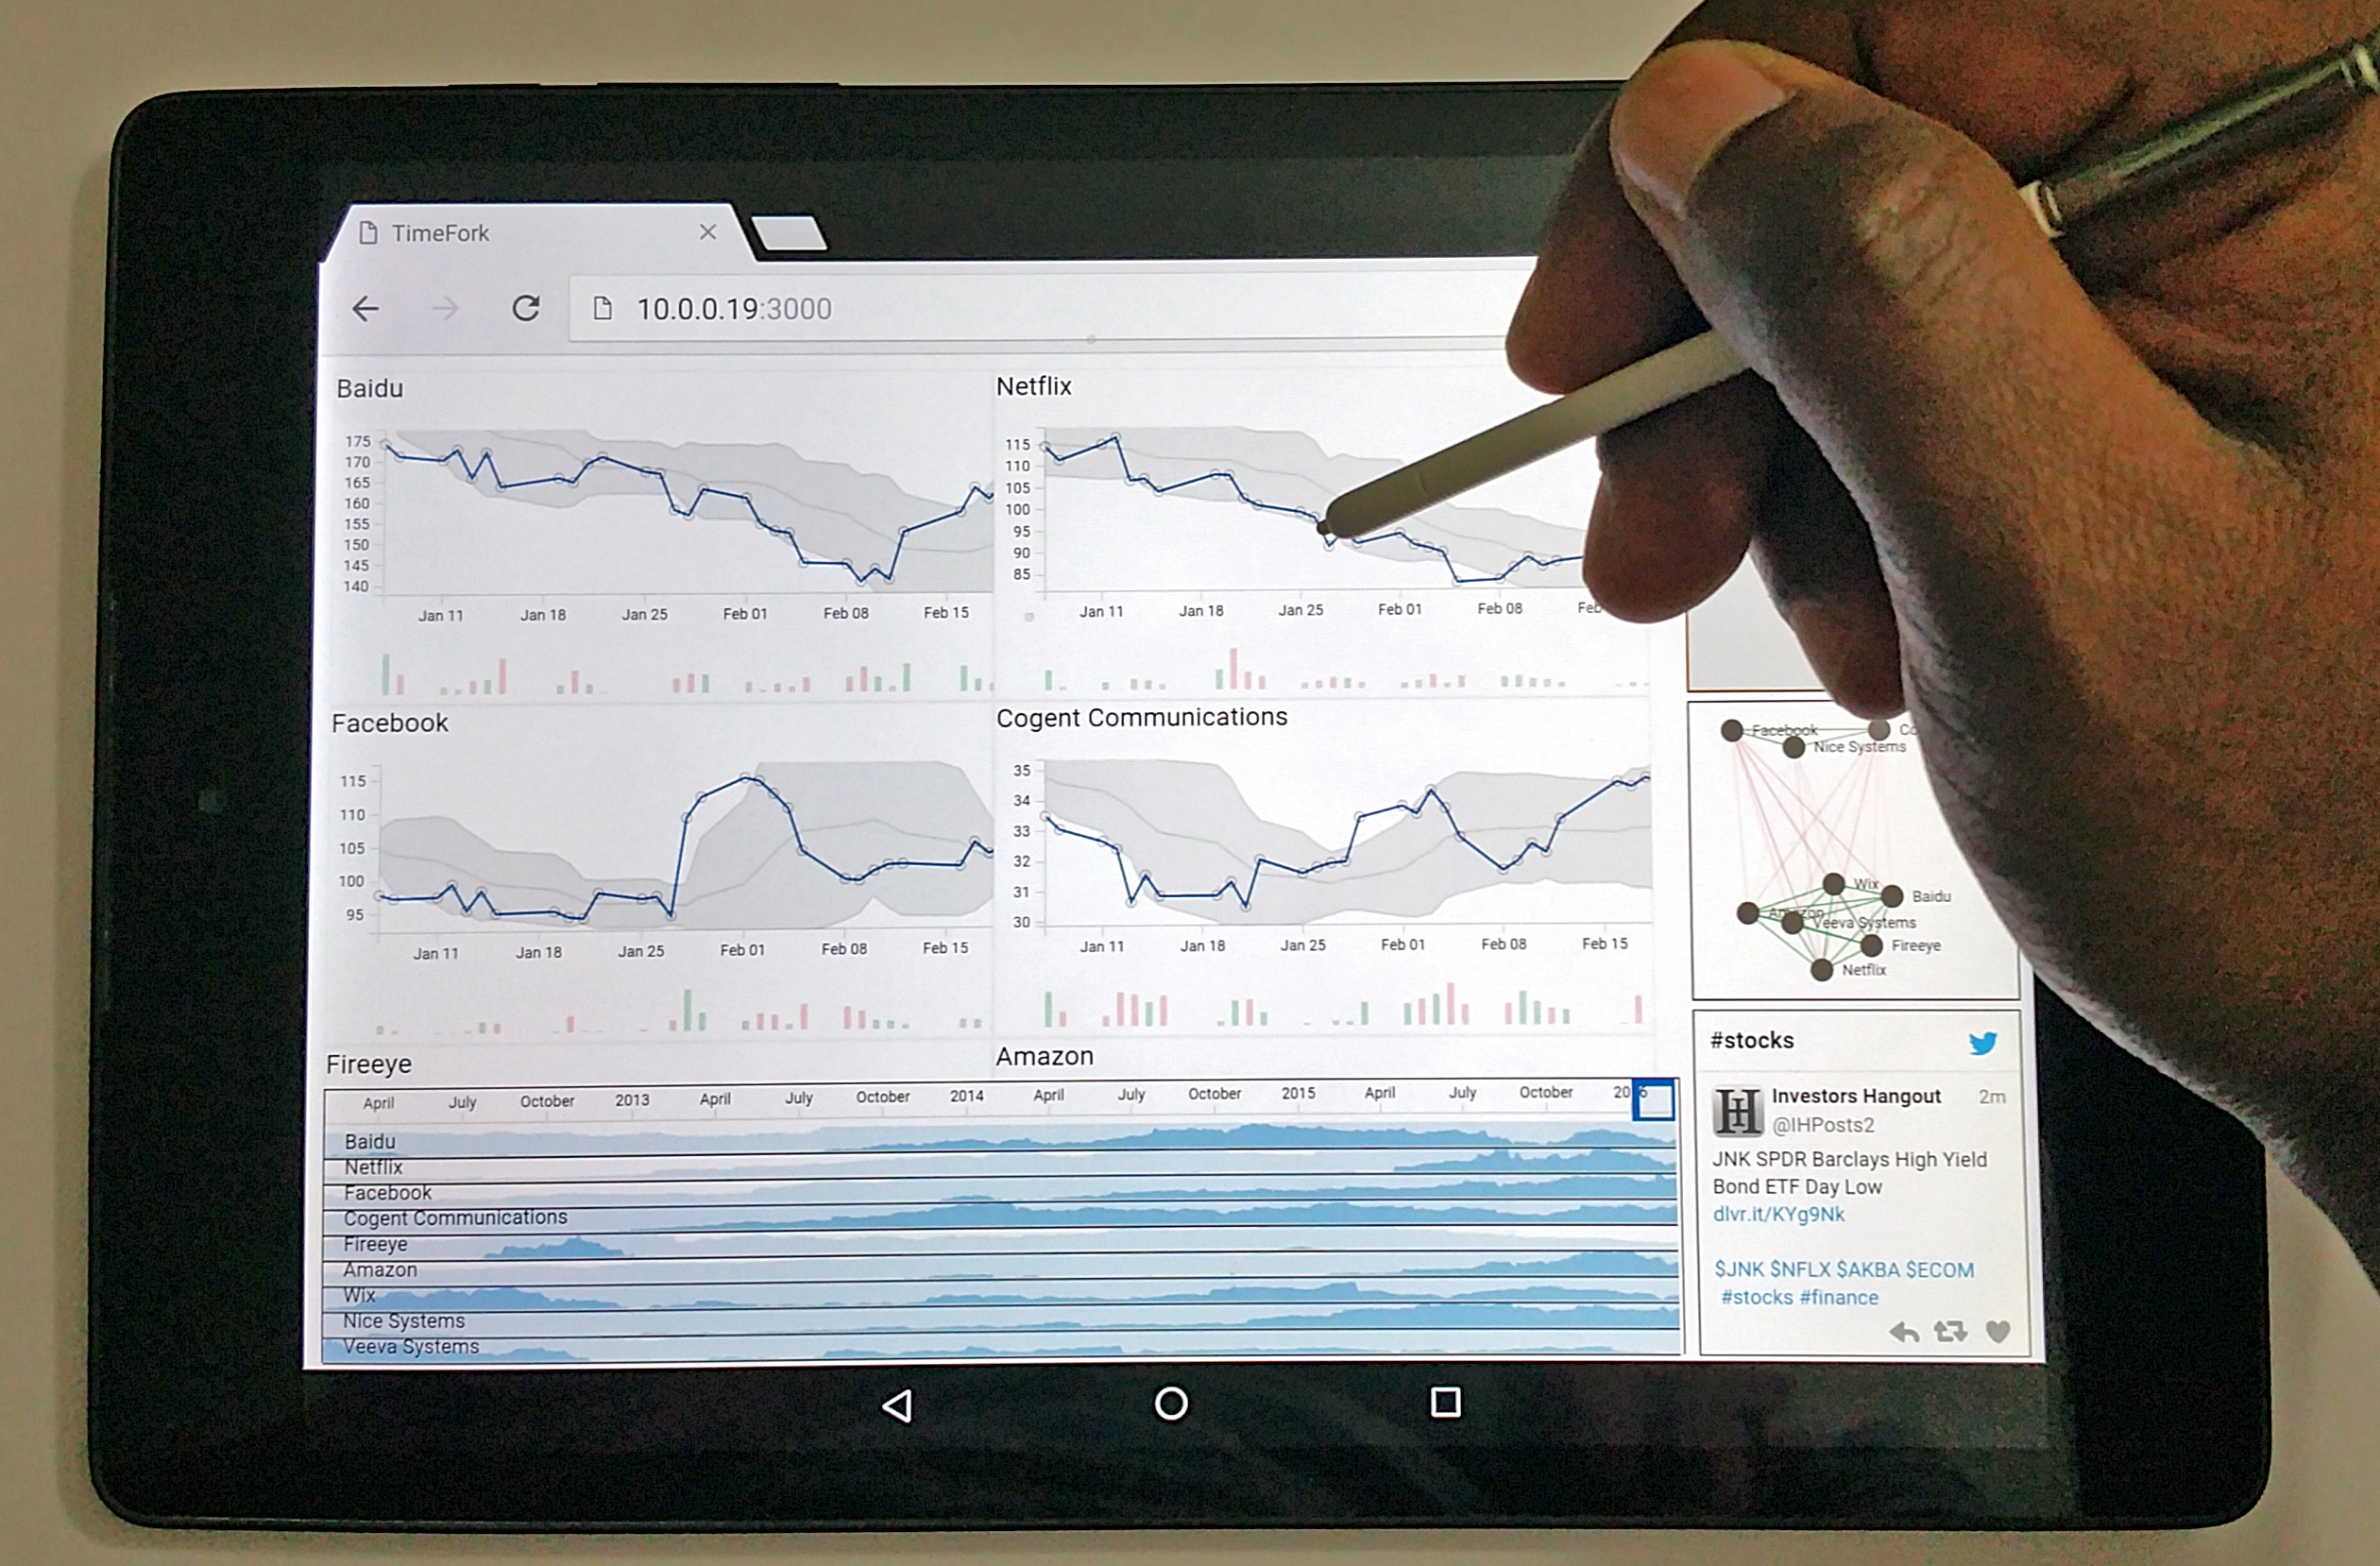 TimeFork
10.0.0.19:3000
Baidu
175
170
165
160
155
150
145
140
Jan 11 Jan 18 Jan 25 Feb 01 Feb 08 Feb 15
Netflix
115
110
105
100
95
90
85
Jan 11 Jan 18 Jan 25 Feb 01 Feb 08 Feb
Facebook
115
110
105
100
95
Jan 11 Jan 18 Jan 25 Feb 01 Feb 08 Feb 15
Cogent Communications
35
34
33
32
31
30
Jan 11 Jan 18 Jan 25 Feb 01 Feb 08 Feb 15
Facebook Co
Nice Systems
Wix
Baidu
Amazon
Veeva Systems
Fireeye
Netflix
Fireeye
Amazon
April July October 2013 April July October 2014 April July October 2015 April July October 2016
Baidu
Netflix
Facebook
Cogent Communications
Fireeye
Amazon
Wix
Nice Systems
Veeva Systems
#stocks
IH
Investors Hangout 2m
@IHPosts2
JNK SPDR Barclays High Yield
Bond ETF Day Low
dlvr.it/KYg9Nk
$JNK $NFLX $AKBA $ECOM
#stocks #finance